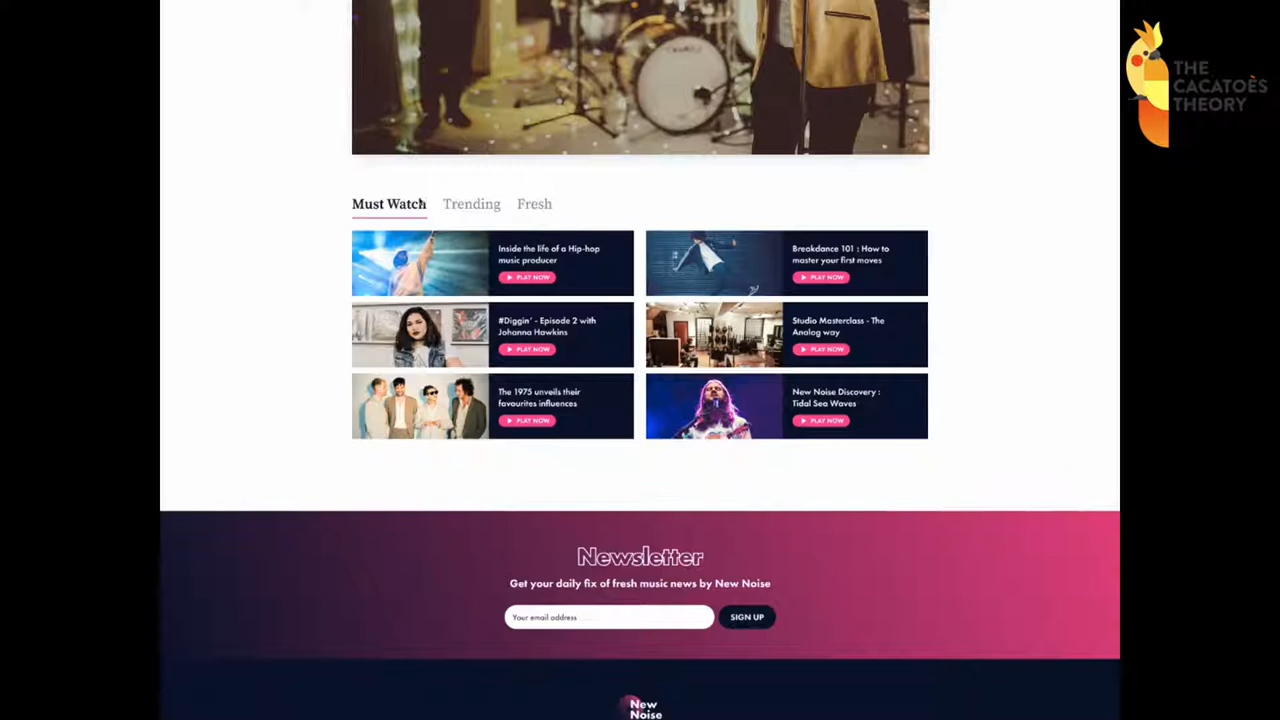 THE
CACATOÈS
THEORY
Must Watch Trending Fresh
Inside the life of a Hip-hop
music producer
PLAY NOW
Breakdance 101 : How to
master your first moves
PLAY NOW
#Diggin' - Episode 2 with
Johanna Hawkins
PLAY NOW
Studio Masterclass - The
Analog way
PLAY NOW
The 1975 unveils their
favourites influences
PLAY NOW
New Noise Discovery :
Tidal Sea Waves
PLAY NOW
Newsletter
Get your daily fix of fresh music news by New Noise
Your email address
SIGN UP
New
Noise